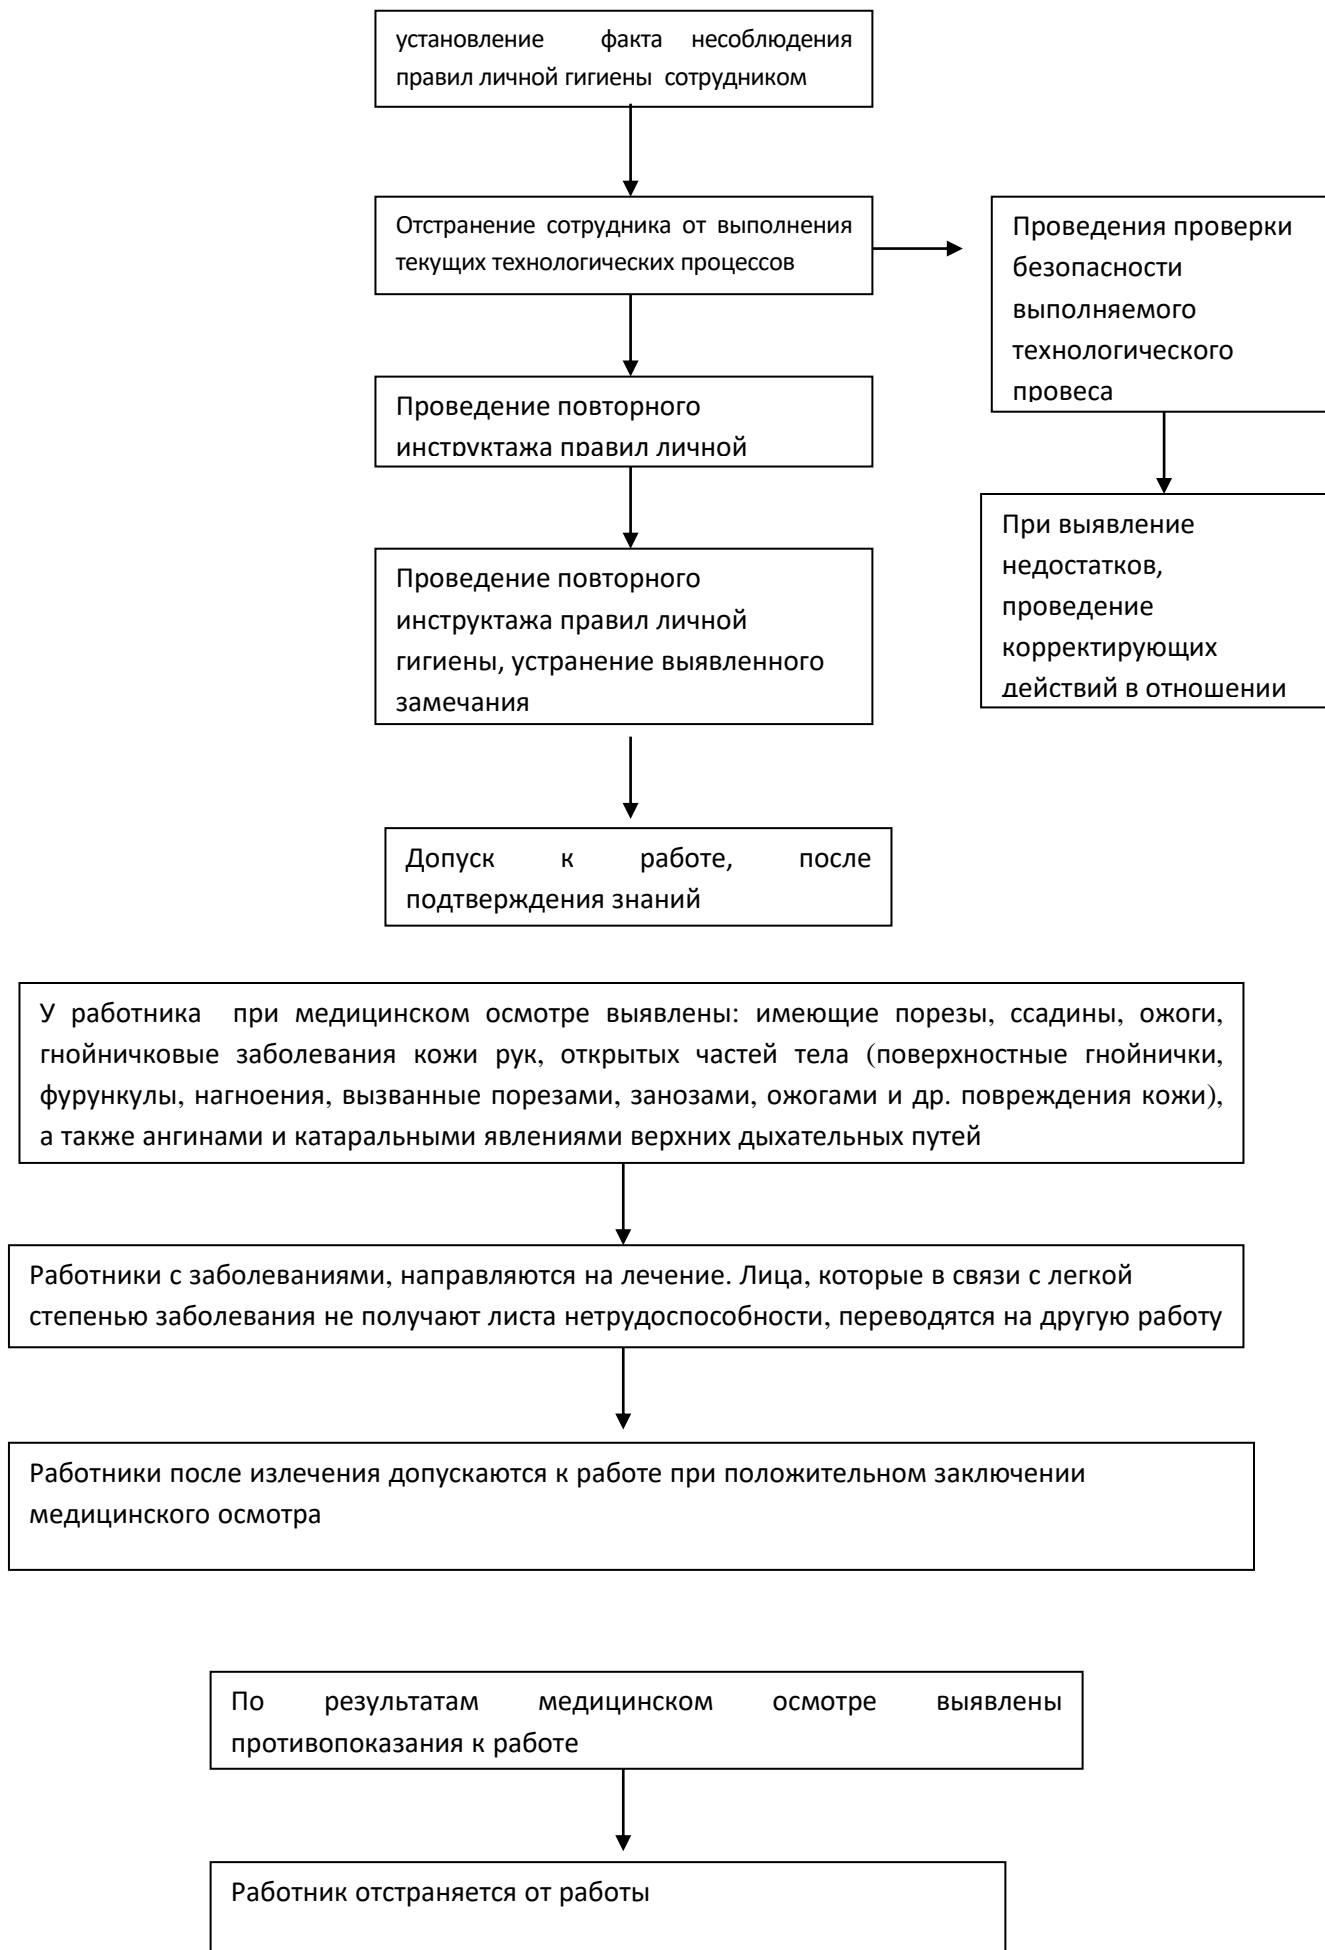 установление факта несоблюдения
правил личной гигиены сотрудником
Отстранение сотрудника от выполнения
текущих технологических процессов
Проведения проверки
безопасности
выполняемого
технологического
провеса
Проведение повторного
инструктажа правил личной
При выявление
недостатков,
проведение
корректирующих
действий в отношении
Проведение повторного
инструктажа правил личной
гигиены, устранение выявленного
замечания
Допуск к работе, после
подтверждения знаний
У работника при медицинском осмотре выявлены: имеющие порезы, ссадины, ожоги,
гнойничковые заболевания кожи рук, открытых частей тела (поверхностные гнойнички,
фурункулы, нагноения, вызванные порезами, занозами, ожогами и др. повреждения кожи),
а также ангинами и катаральными явлениями верхних дыхательных путей
Работники с заболеваниями, направляются на лечение. Лица, которые в связи с легкой
степенью заболевания не получают листа нетрудоспособности, переводятся на другую работу
Работники после излечения допускаются к работе при положительном заключении
медицинского осмотра
По результатам медицинском осмотре выявлены
противопоказания к работе
Работник отстраняется от работы